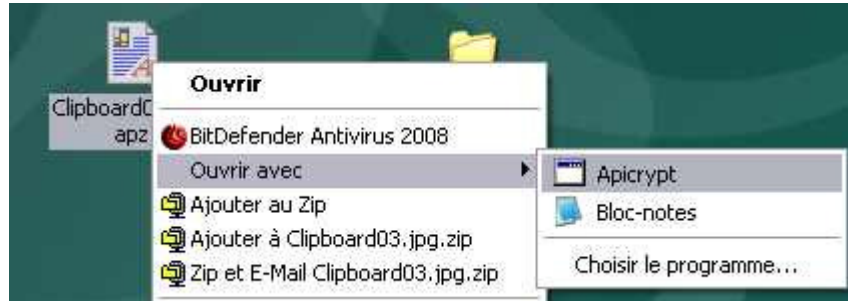 Ouvrir
apz
BitDefender Antivirus 2008
Ouvrir avec
Apicrypt
Ajouter au Zip
Bloc-notes
Ajouter à Clipboard03.jpg.zip
Choisir le programme...
Zip et E-Mail Clipboard03.jpg.zip